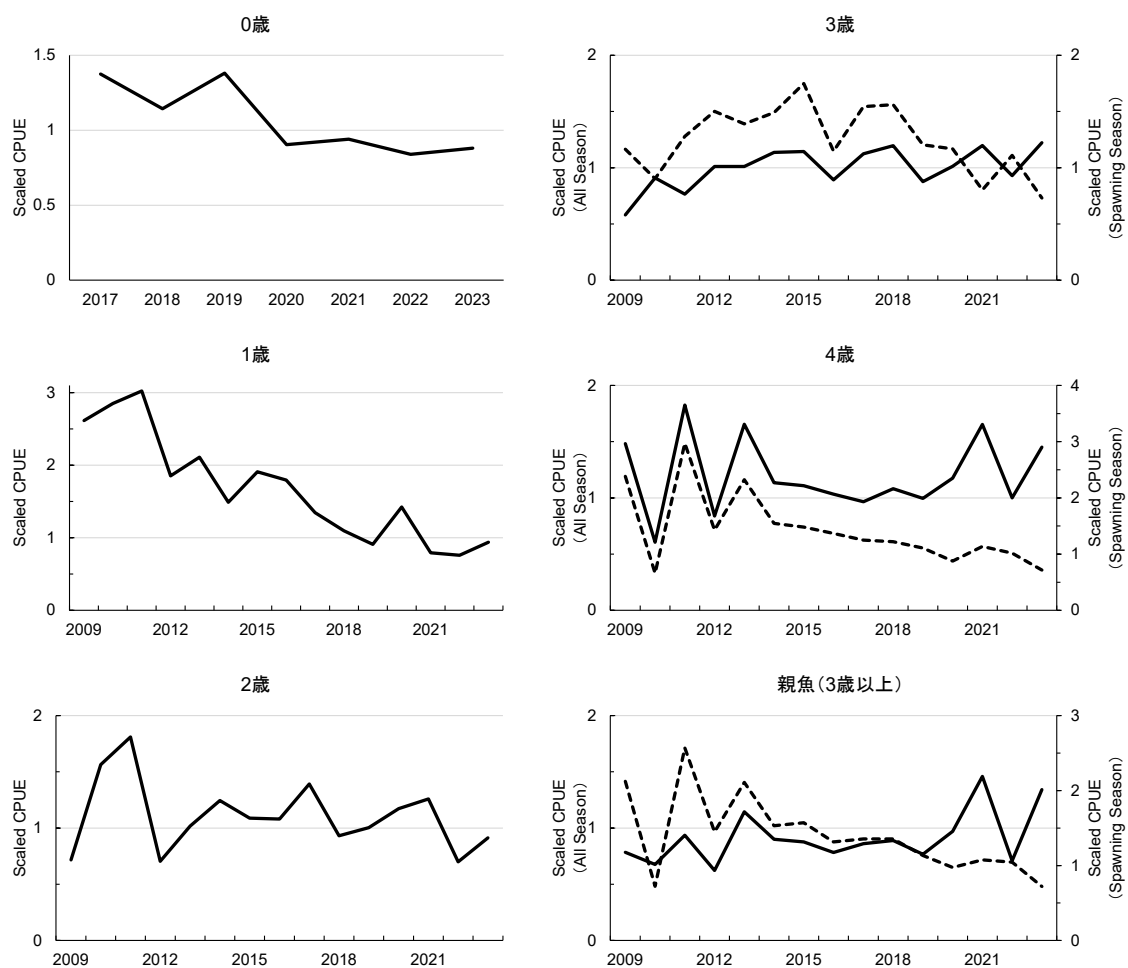 0歳
1.5
1
0.5
0
Scaled CPUE
2017 2018 2019 2020 2021 2022 2023
3歳
2
1
0
Scaled CPUE
(All Season)
2
1
0
Scaled CPUE
(Spawning Season)
2009 2012 2015 2018 2021
1歳
3
2
1
0
Scaled CPUE
2009 2012 2015 2018 2021
4歳
2
1
0
Scaled CPUE
(All Season)
4
3
2
1
0
Scaled CPUE
(Spawning Season)
2009 2012 2015 2018 2021
2歳
2
1
0
Scaled CPUE
2009 2012 2015 2018 2021
親魚(3歳以上)
2
1
0
Scaled CPUE
(All Season)
3
2
1
0
Scaled CPUE
(Spawning Season)
2009 2012 2015 2018 2021